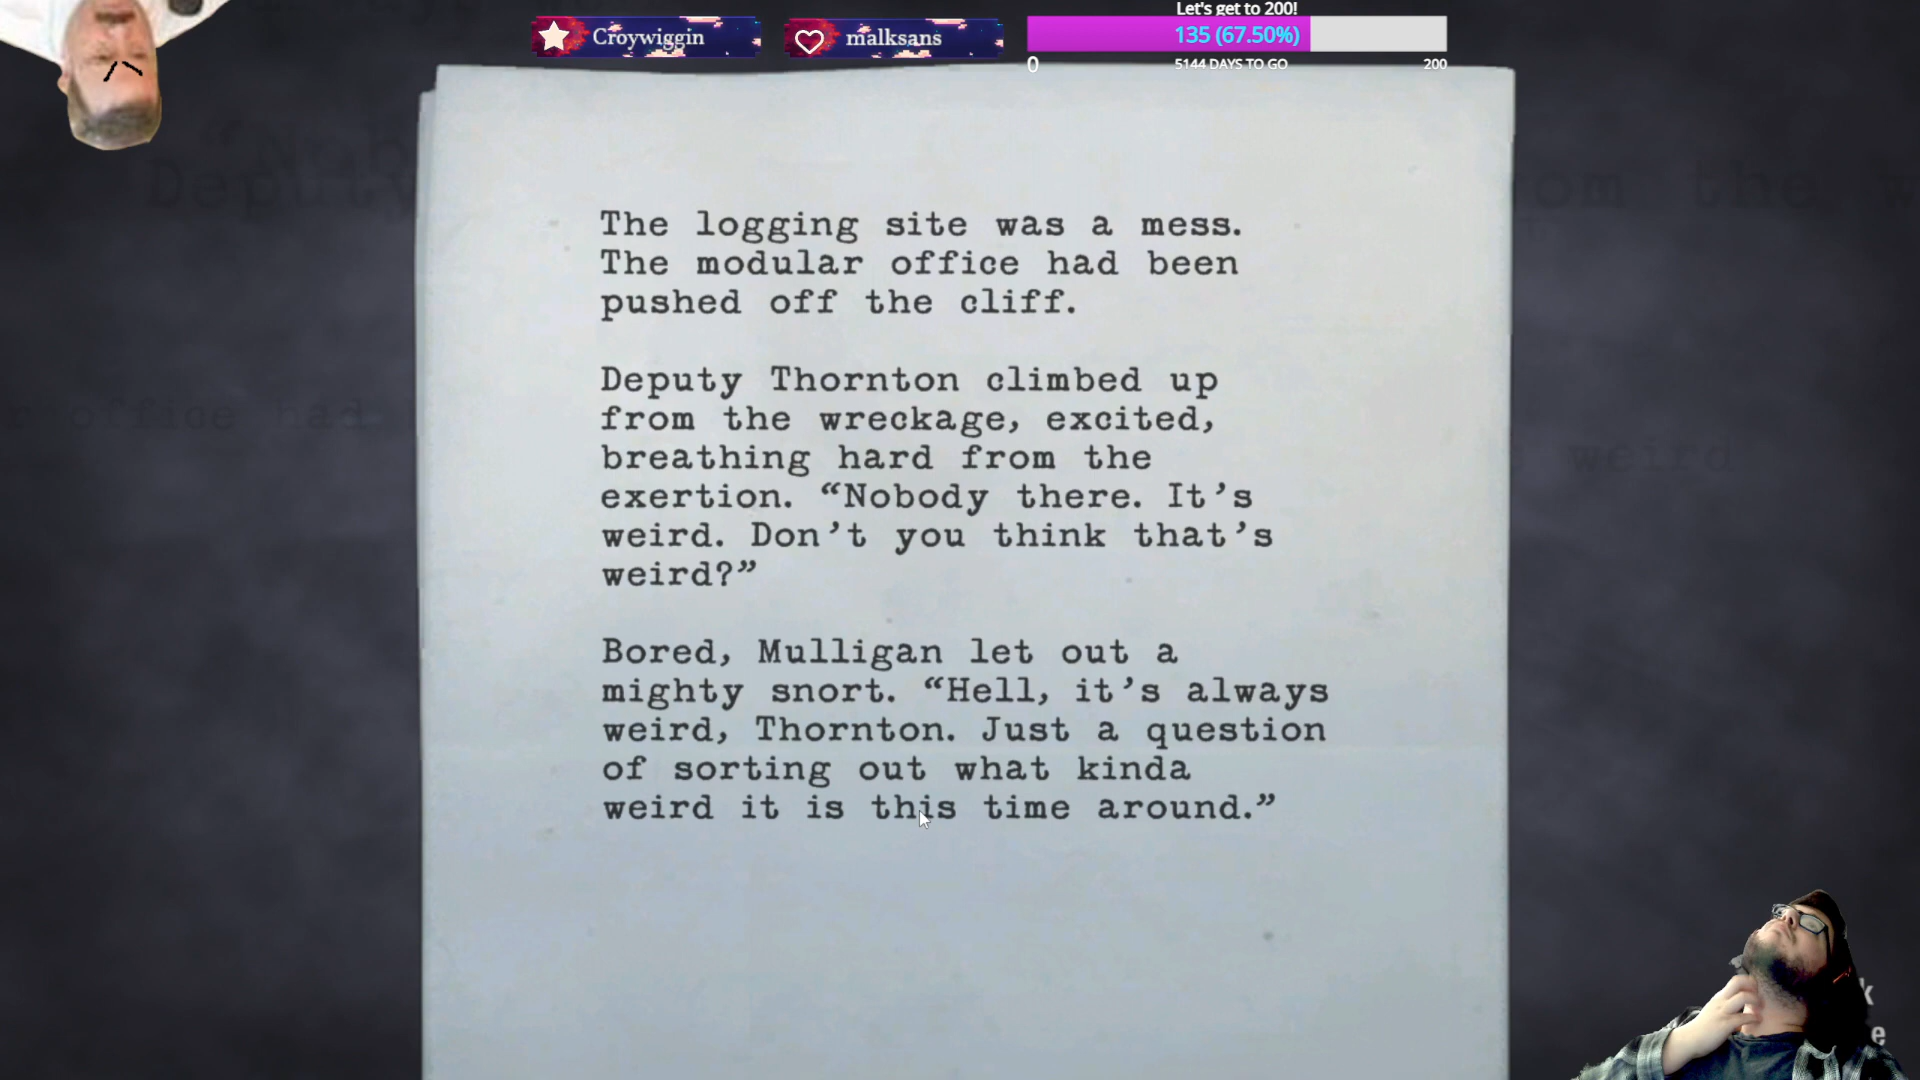 Let's get to 200!
Croywiggin
malksans
135 (67.50%)
0
5144 DAYS TO GO
200
The logging site was a mess.
The modular office had been
pushed off the cliff.
Deputy Thornton climbed up
from the wreckage, excited,
breathing hard from the
exertion. “Nobody there. It’s
weird. Don’t you think that’s
weird?”
Bored, Mulligan let out a
mighty snort. “Hell, it’s always
weird, Thornton. Just a question
of sorting out what kinda
weird it is this time around.”